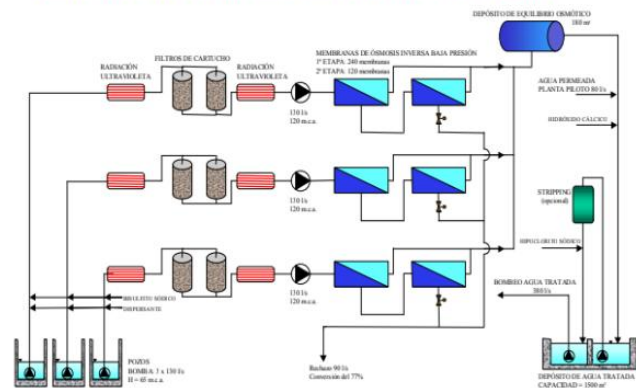 DEPÓSITO DE EQUILIBRIO OSMÓTICO
180 m³
FILTROS DE CARTUCHO
MEMBRANAS DE ÓSMOSIS INVERSA BAJA PRESIÓN
1ª ETAPA: 240 membranas
2ª ETAPA: 120 membranas
RADIACIÓN
ULTRAVIOLETA
RADIACIÓN
ULTRAVIOLETA
AGUA PERMEADA
PLANTA PILOTO 80 l/s
HIDRÓXIDO CÁLCICO
130 l/s
120 m.c.a.
STRIPPING
(opcional)
130 l/s
120 m.c.a.
HIPOCLORITO SÓDICO
BOMBEO AGUA TRATADA
380 l/s
130 l/s
120 m.c.a.
BISULFITO SÓDICO
DISPERSANTE
POZOS
BOMBA: 3 x 130 l/s
H = 65 m.c.a.
Rechazo 90 l/s
Conversión del 77%
DEPÓSITO DE AGUA TRATADA
CAPACIDAD = 1500 m³